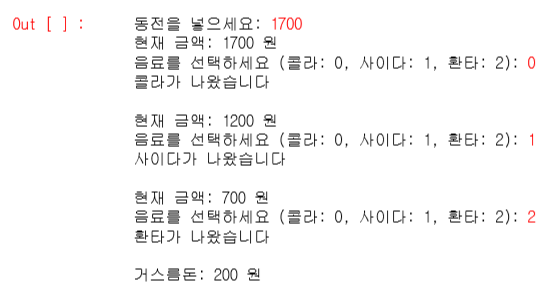 Out [ ] : 동전을 넣으세요: 1700
현재 금액: 1700 원
음료를 선택하세요 (콜라: 0, 사이다: 1, 환타: 2): 0
콜라가 나왔습니다
현재 금액: 1200 원
음료를 선택하세요 (콜라: 0, 사이다: 1, 환타: 2): 1
사이다가 나왔습니다
현재 금액: 700 원
음료를 선택하세요 (콜라: 0, 사이다: 1, 환타: 2): 2
환타가 나왔습니다
거스름돈: 200 원